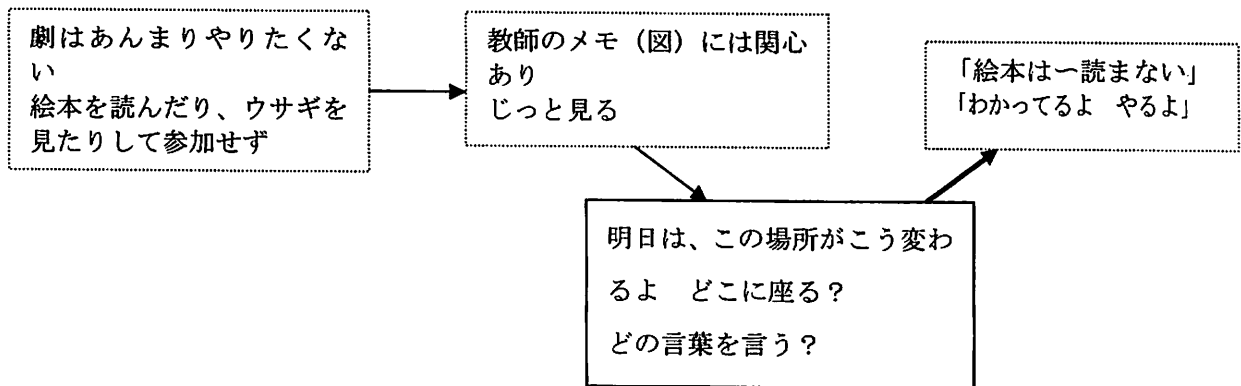 劇はあんまりやりたくな
い
絵本を読んだり、ウサギを
見たりして参加せず
教師のメモ（図）には関心
あり
じっと見る
明日は、この場所がこう変わ
るよ　どこに座る？
どの言葉を言う？
「絵本は～読まない」
「わかってるよ　やるよ」